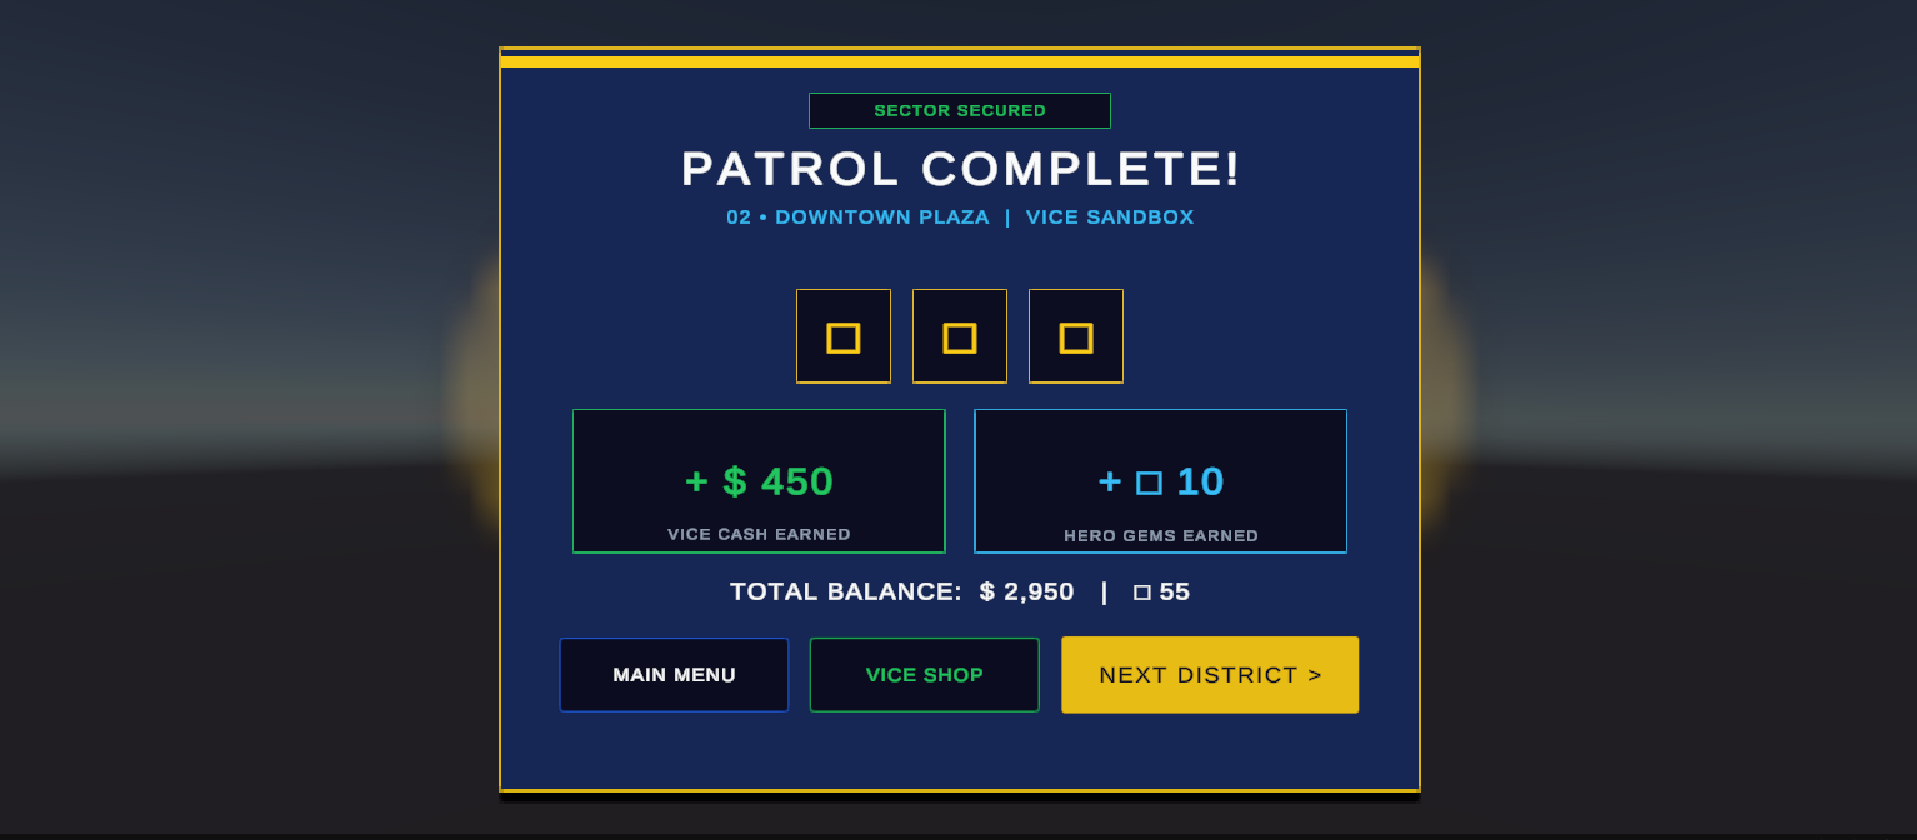 SECTOR SECURED
PATROL COMPLETE!
02 • DOWNTOWN PLAZA | VICE SANDBOX
□ □ □
+ $ 450
VICE CASH EARNED
+ □ 10
HERO GEMS EARNED
TOTAL BALANCE: $ 2,950 | □ 55
MAIN MENU
VICE SHOP
NEXT DISTRICT >